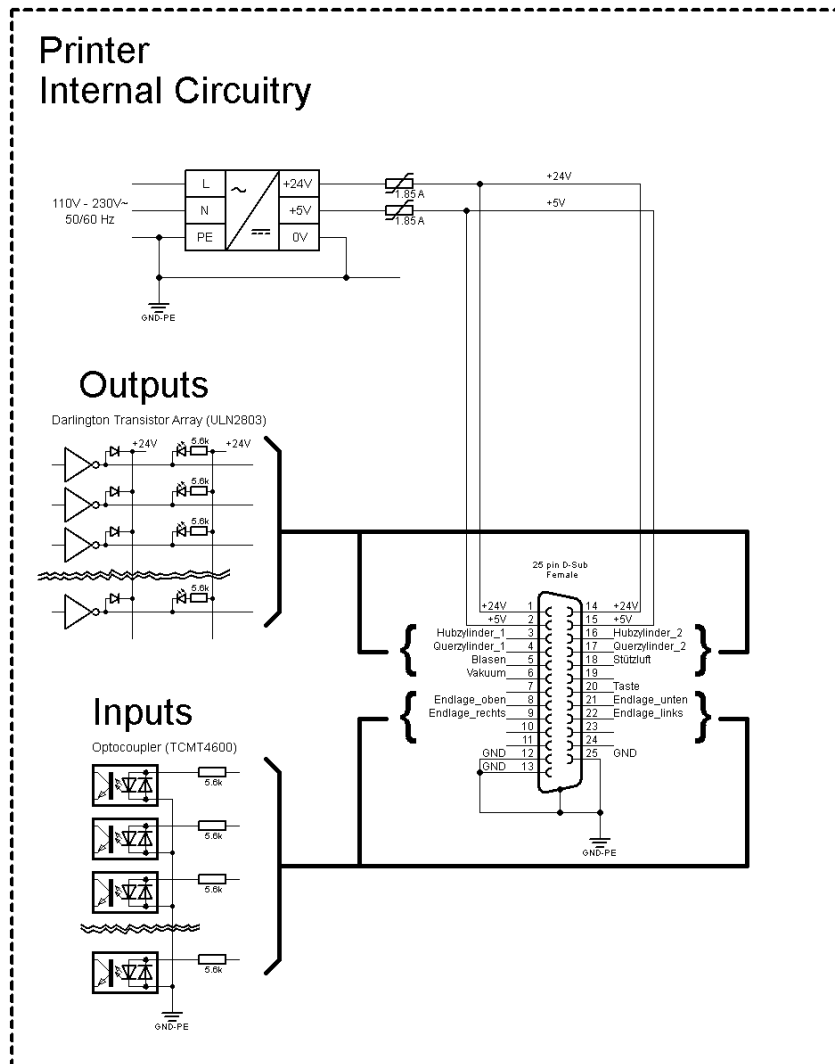 Printer
Internal Circuitry
110V - 230V~
50/60 Hz
L
N
PE
+24V
+5V
0V
1.85A
1.85A
+24V
+5V
GND-PE
Outputs
Darlington Transistor Array (ULN2803)
+24V
5.6k
+24V
5.6k
5.6k
5.6k
25 pin D-Sub
Female
+24V 1
+5V 2
Hubzylinder_1 3
Querzylinder_1 4
Blasen 5
Vakuum 6
7
Endlage_oben 8
Endlage_rechts 9
10
11
GND 12
GND 13
14 +24V
15 +5V
16 Hubzylinder_2
17 Querzylinder_2
18 Stützluft
19
20 Taste
21 Endlage_unten
22 Endlage_links
23
24
25 GND
GND-PE
Inputs
Optocoupler (TCMT4600)
5.6k
5.6k
5.6k
5.6k
GND-PE